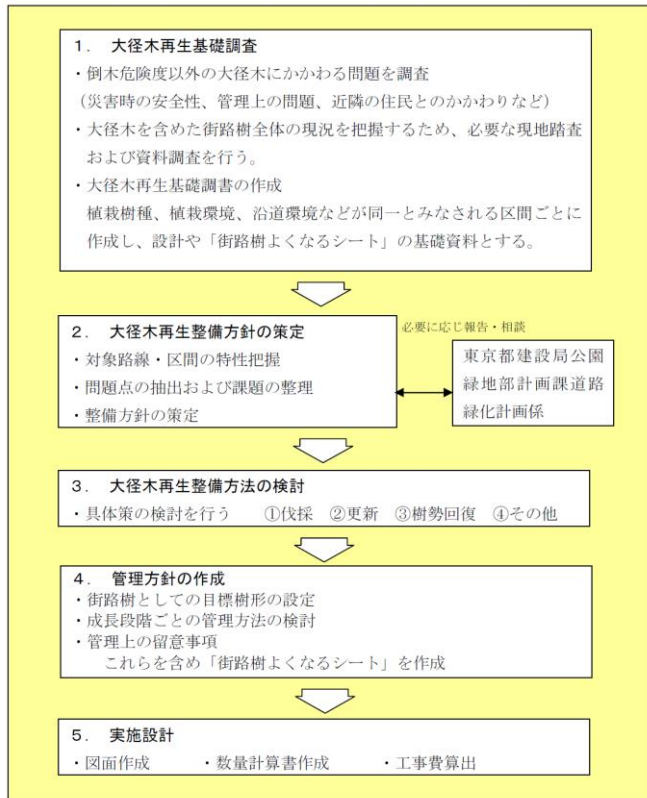 1. 大径木再生基礎調査
・倒木危険度以外の大径木にかかわる問題を調査
(災害時の安全性、管理上の問題、近隣の住民とのかかわりなど)
・大径木を含めた街路樹全体の現況を把握するため、必要な現地踏査
および資料調査を行う。
・大径木再生基礎調書の作成
植栽樹種、植栽環境、沿道環境などが同一とみなされる区間ごとに
作成し、設計や「街路樹よくなるシート」の基礎資料とする。
2. 大径木再生整備方針の策定
・対象路線・区間の特性把握
・問題点の抽出および課題の整理
・整備方針の策定
必要に応じ報告・相談
東京都建設局公園
緑地部計画課道路
緑化計画係
3. 大径木再生整備方法の検討
・具体策の検討を行う ①伐採 ②更新 ③樹勢回復 ④その他
4. 管理方針の作成
・街路樹としての目標樹形の設定
・成長段階ごとの管理方法の検討
・管理上の留意事項
これらを含め「街路樹よくなるシート」を作成
5. 実施設計
・図面作成 ・数量計算書作成 ・工事費算出